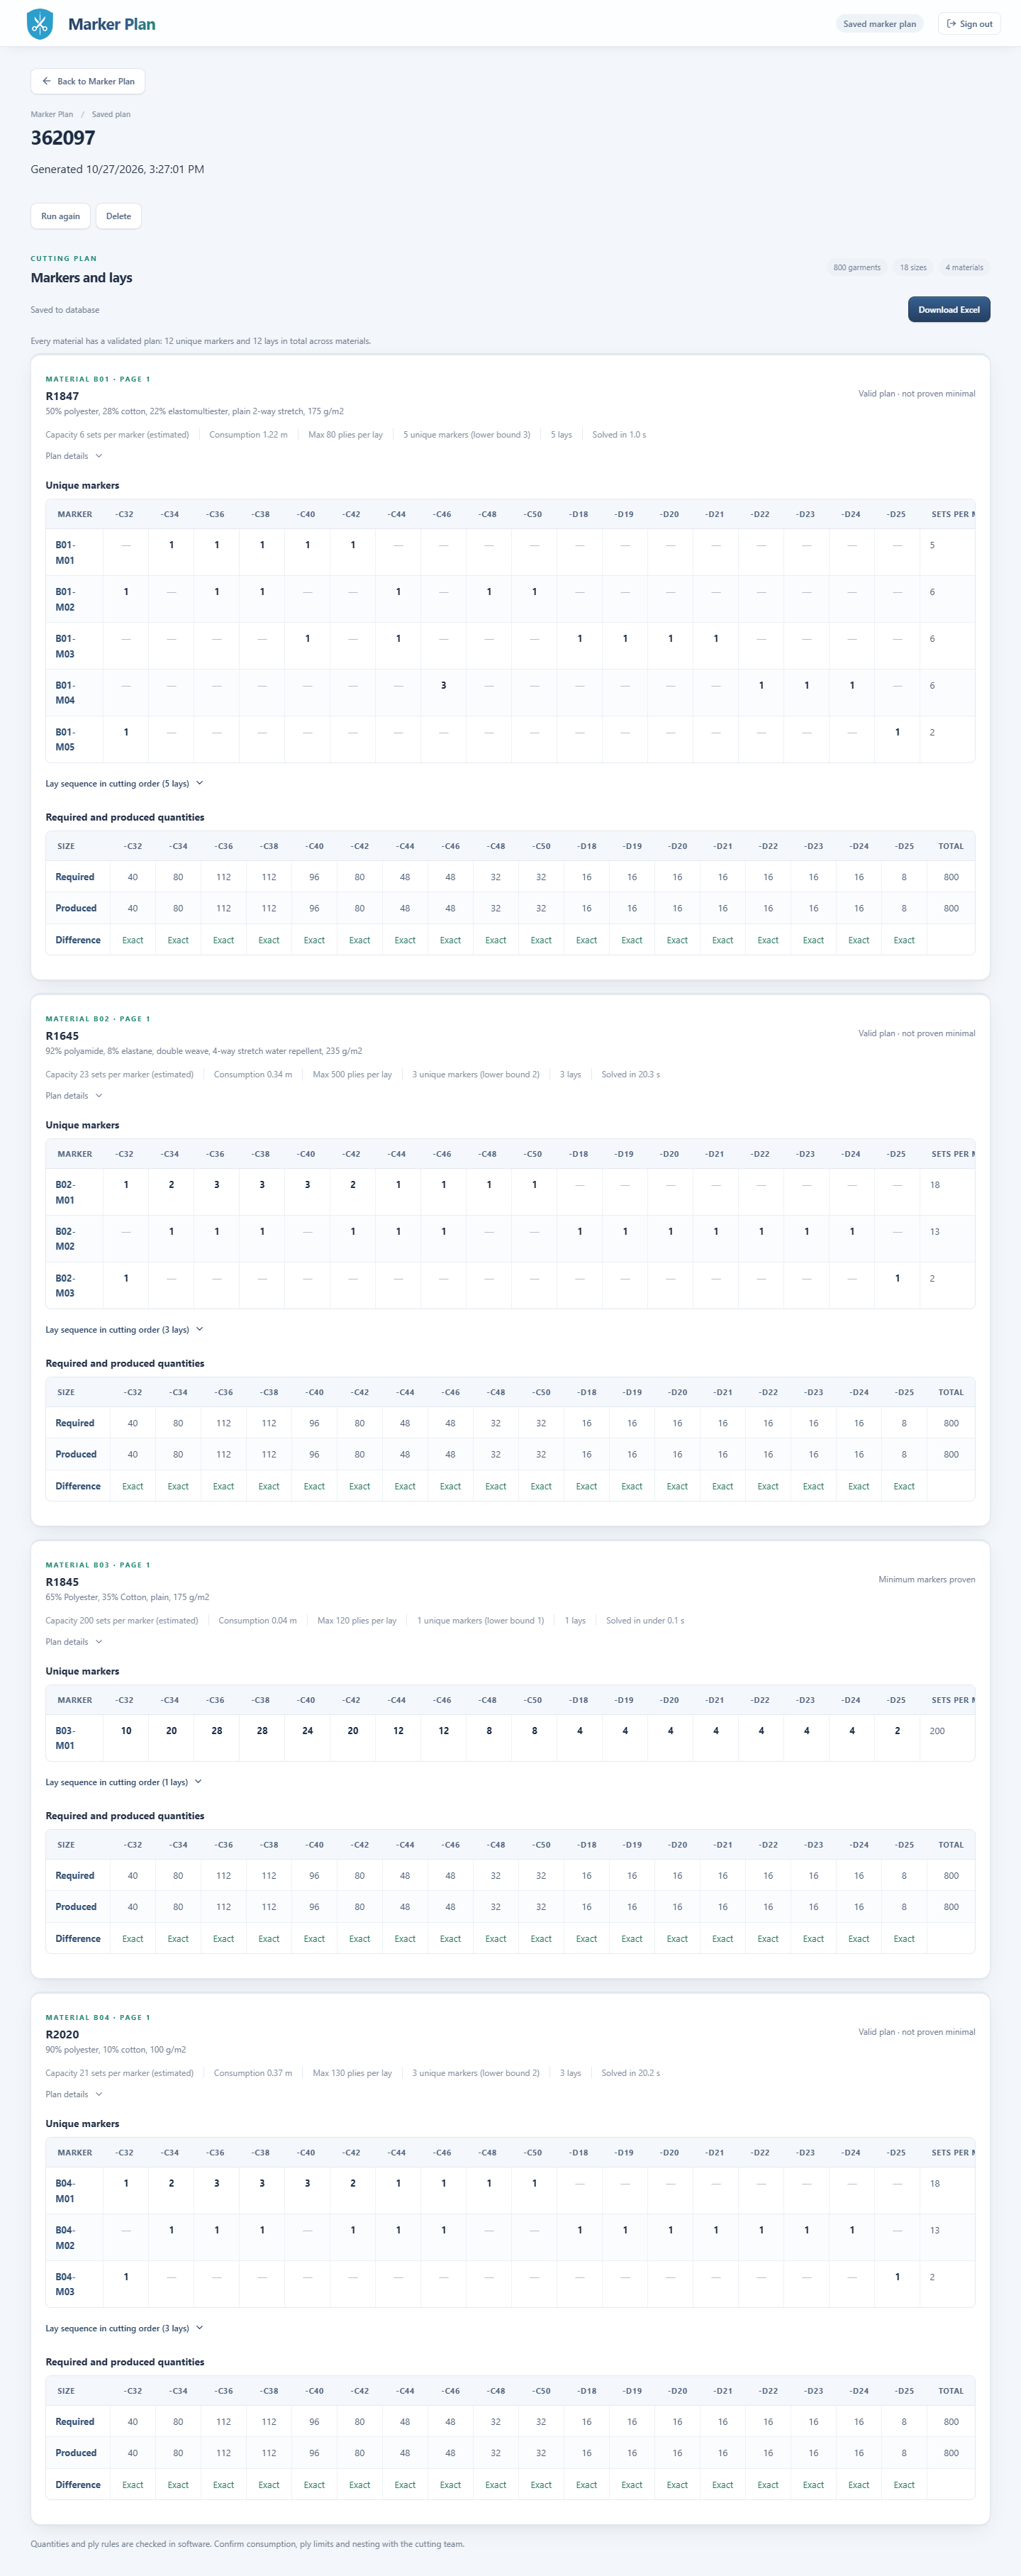 Marker Plan
Saved marker plan
Sign out
Back to Marker Plan
Marker Plan / Saved plan
362097
Generated 10/27/2026, 3:27:01 PM
Run again Delete
CUTTING PLAN
Markers and lays
800 garments 18 sizes 4 materials
Saved to database
Download Excel
Every material has a validated plan: 12 unique markers and 12 lays in total across materials.
MATERIAL B01 · PAGE 1
R1847
Valid plan · not proven minimal
50% polyester, 28% cotton, 22% elastomultiester, plain 2-way stretch, 175 g/m2
Capacity 6 sets per marker (estimated) Consumption 1.22 m Max 80 plies per lay 5 unique markers (lower bound 3) 5 lays Solved in 1.0 s
Plan details
Unique markers
MARKER -C32 -C34 -C36 -C38 -C40 -C42 -C44 -C46 -C48 -C50 -D18 -D19 -D20 -D21 -D22 -D23 -D24 -D25 SETS PER M
B01-M01 — 1 1 1 1 1 — — — — — — — — — — — — 5
B01-M02 1 — 1 1 — — 1 — 1 1 — — — — — — — — 6
B01-M03 — — — — 1 — 1 — — — 1 1 1 1 — — — — 6
B01-M04 — — — — — — — 3 — — — — — — 1 1 1 — 6
B01-M05 1 — — — — — — — — — — — — — — — — 1 2
Lay sequence in cutting order (5 lays)
Required and produced quantities
SIZE -C32 -C34 -C36 -C38 -C40 -C42 -C44 -C46 -C48 -C50 -D18 -D19 -D20 -D21 -D22 -D23 -D24 -D25 TOTAL
Required 40 80 112 112 96 80 48 48 32 32 16 16 16 16 16 16 16 8 800
Produced 40 80 112 112 96 80 48 48 32 32 16 16 16 16 16 16 16 8 800
Difference Exact Exact Exact Exact Exact Exact Exact Exact Exact Exact Exact Exact Exact Exact Exact Exact Exact Exact
MATERIAL B02 · PAGE 1
R1645
Valid plan · not proven minimal
92% polyamide, 8% elastane, double weave, 4-way stretch water repellent, 235 g/m2
Capacity 23 sets per marker (estimated) Consumption 0.34 m Max 500 plies per lay 3 unique markers (lower bound 2) 3 lays Solved in 20.3 s
Plan details
Unique markers
MARKER -C32 -C34 -C36 -C38 -C40 -C42 -C44 -C46 -C48 -C50 -D18 -D19 -D20 -D21 -D22 -D23 -D24 -D25 SETS PER M
B02-M01 1 2 3 3 3 2 1 1 1 1 — — — — — — — — 18
B02-M02 — 1 1 1 — 1 1 1 — — 1 1 1 1 1 1 1 — 13
B02-M03 1 — — — — — — — — — — — — — — — — 1 2
Lay sequence in cutting order (3 lays)
Required and produced quantities
SIZE -C32 -C34 -C36 -C38 -C40 -C42 -C44 -C46 -C48 -C50 -D18 -D19 -D20 -D21 -D22 -D23 -D24 -D25 TOTAL
Required 40 80 112 112 96 80 48 48 32 32 16 16 16 16 16 16 16 8 800
Produced 40 80 112 112 96 80 48 48 32 32 16 16 16 16 16 16 16 8 800
Difference Exact Exact Exact Exact Exact Exact Exact Exact Exact Exact Exact Exact Exact Exact Exact Exact Exact Exact
MATERIAL B03 · PAGE 1
R1845
Minimum markers proven
65% Polyester, 35% Cotton, plain, 175 g/m2
Capacity 200 sets per marker (estimated) Consumption 0.04 m Max 120 plies per lay 1 unique markers (lower bound 1) 1 lays Solved in under 0.1 s
Plan details
Unique markers
MARKER -C32 -C34 -C36 -C38 -C40 -C42 -C44 -C46 -C48 -C50 -D18 -D19 -D20 -D21 -D22 -D23 -D24 -D25 SETS PER M
B03-M01 10 20 28 28 24 20 12 12 8 8 4 4 4 4 4 4 4 2 200
Lay sequence in cutting order (1 lays)
Required and produced quantities
SIZE -C32 -C34 -C36 -C38 -C40 -C42 -C44 -C46 -C48 -C50 -D18 -D19 -D20 -D21 -D22 -D23 -D24 -D25 TOTAL
Required 40 80 112 112 96 80 48 48 32 32 16 16 16 16 16 16 16 8 800
Produced 40 80 112 112 96 80 48 48 32 32 16 16 16 16 16 16 16 8 800
Difference Exact Exact Exact Exact Exact Exact Exact Exact Exact Exact Exact Exact Exact Exact Exact Exact Exact Exact
MATERIAL B04 · PAGE 1
R2020
Valid plan · not proven minimal
90% polyester, 10% cotton, 100 g/m2
Capacity 21 sets per marker (estimated) Consumption 0.37 m Max 130 plies per lay 3 unique markers (lower bound 2) 3 lays Solved in 20.2 s
Plan details
Unique markers
MARKER -C32 -C34 -C36 -C38 -C40 -C42 -C44 -C46 -C48 -C50 -D18 -D19 -D20 -D21 -D22 -D23 -D24 -D25 SETS PER M
B04-M01 1 2 3 3 3 2 1 1 1 1 — — — — — — — — 18
B04-M02 — 1 1 1 — 1 1 1 — — 1 1 1 1 1 1 1 — 13
B04-M03 1 — — — — — — — — — — — — — — — — 1 2
Lay sequence in cutting order (3 lays)
Required and produced quantities
SIZE -C32 -C34 -C36 -C38 -C40 -C42 -C44 -C46 -C48 -C50 -D18 -D19 -D20 -D21 -D22 -D23 -D24 -D25 TOTAL
Required 40 80 112 112 96 80 48 48 32 32 16 16 16 16 16 16 16 8 800
Produced 40 80 112 112 96 80 48 48 32 32 16 16 16 16 16 16 16 8 800
Difference Exact Exact Exact Exact Exact Exact Exact Exact Exact Exact Exact Exact Exact Exact Exact Exact Exact Exact
Quantities and ply rules are checked in software. Confirm consumption, ply limits and nesting with the cutting team.